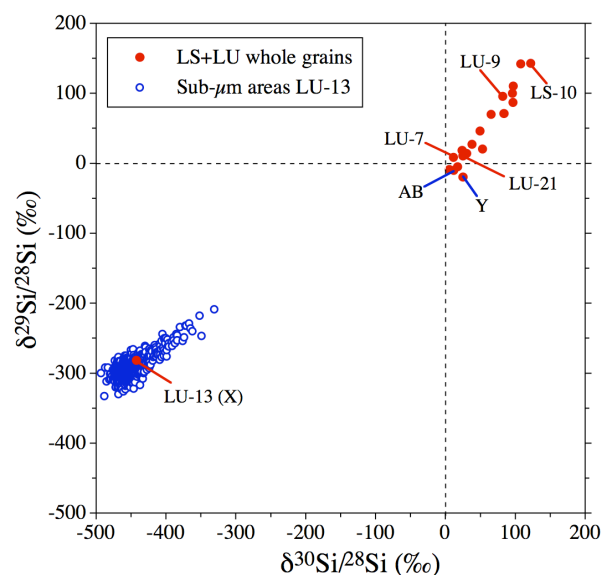 200
100
0
-100
-200
-300
-400
-500
δ²⁹Si/²⁸Si (‰)
LS+LU whole grains
Sub-µm areas LU-13
LU-9
LS-10
LU-7
LU-21
AB
Y
LU-13 (X)
-500 -400 -300 -200 -100 0 100 200
δ³⁰Si/²⁸Si (‰)